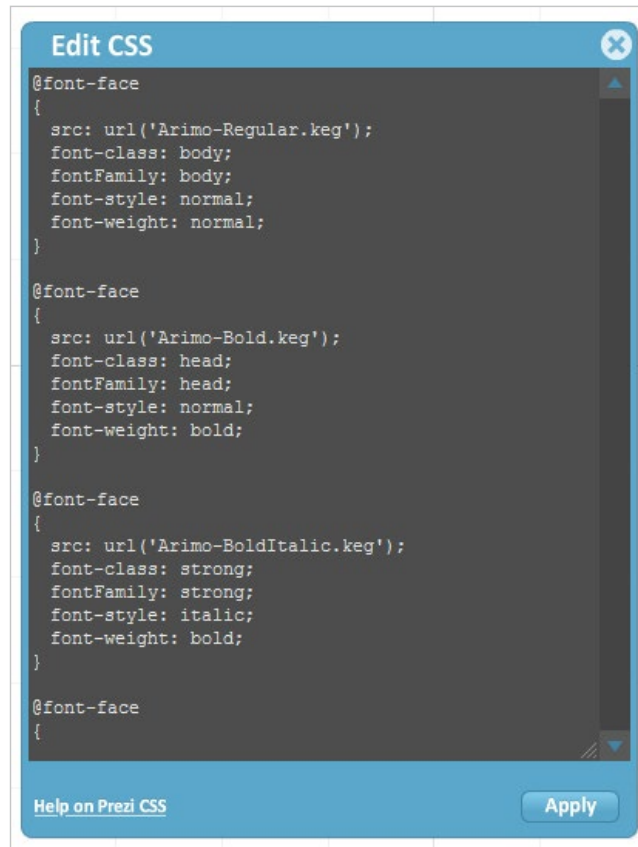 Edit CSS
@font-face
{
src: url('Arimo-Regular.keg');
font-class: body;
fontFamily: body;
font-style: normal;
font-weight: normal;
}
@font-face
{
src: url('Arimo-Bold.keg');
font-class: head;
fontFamily: head;
font-style: normal;
font-weight: bold;
}
@font-face
{
src: url('Arimo-BoldItalic.keg');
font-class: strong;
fontFamily: strong;
font-style: italic;
font-weight: bold;
}
@font-face
{
Help on Prezi CSS
Apply